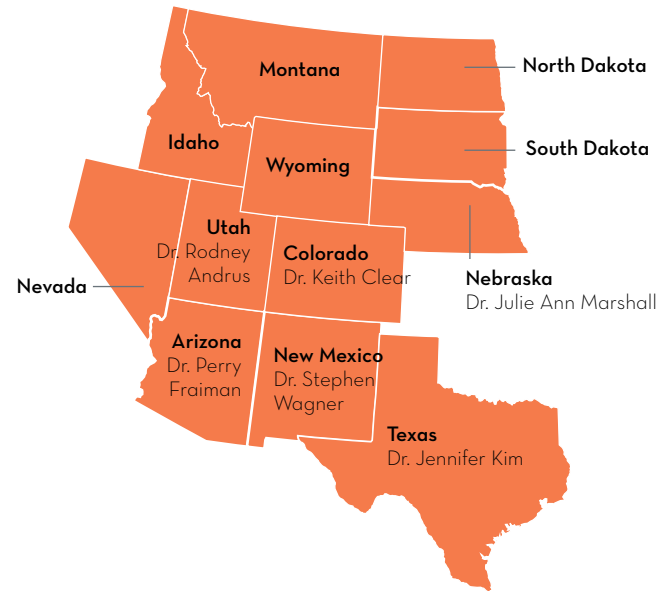 Montana
North Dakota
Idaho
South Dakota
Wyoming
Utah
Dr. Rodney
Andrus
Colorado
Dr. Keith Clear
Nevada
Nebraska
Dr. Julie Ann Marshall
Arizona
Dr. Perry
Fraiman
New Mexico
Dr. Stephen
Wagner
Texas
Dr. Jennifer Kim